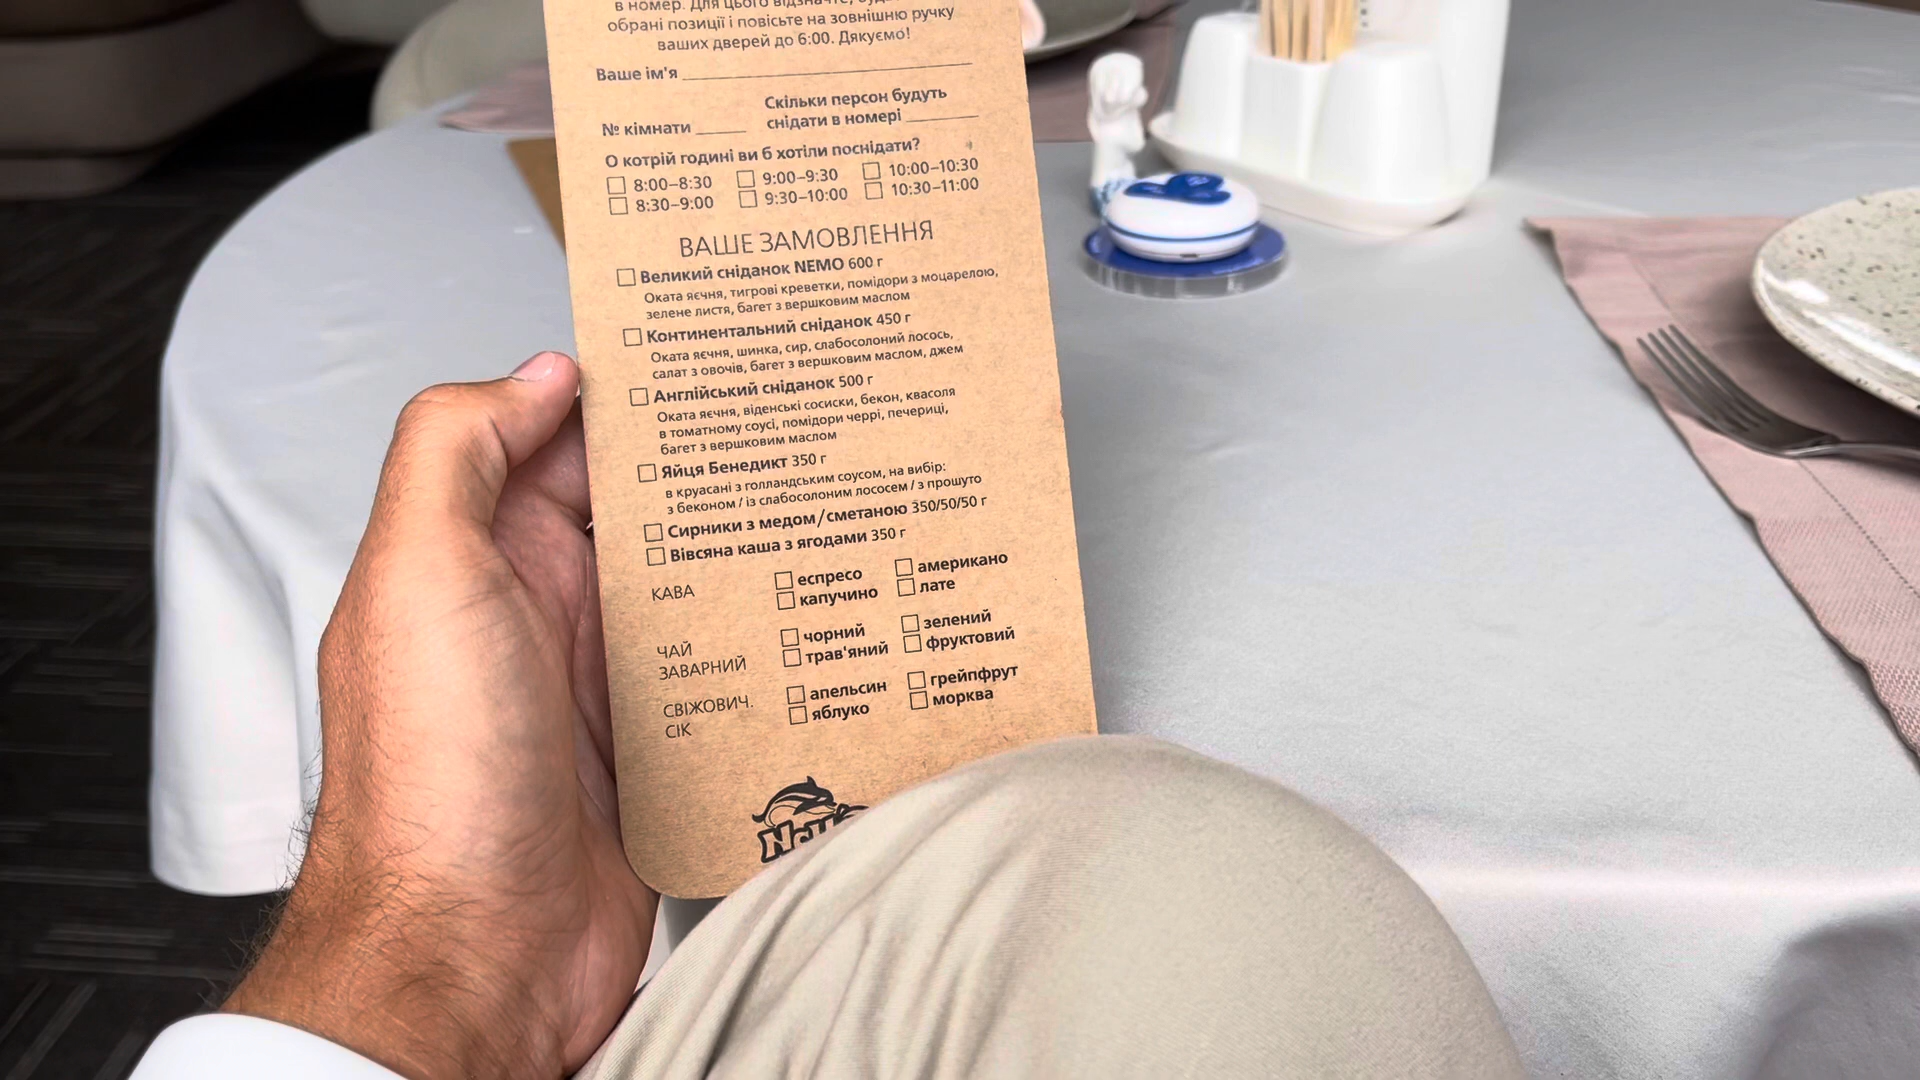 в номер. Для цього відзначте,
обрані позиції і повісьте на зовнішню ручку
ваших дверей до 6:00. Дякуємо!
Ваше ім'я
Скільки персон будуть
№ кімнати снідати в номері
О котрій годині ви б хотіли поснідати?
8:00–8:30 9:00–9:30 10:00–10:30
8:30–9:00 9:30–10:00 10:30–11:00
ВАШЕ ЗАМОВЛЕННЯ
Великий сніданок NEMO 600 г
Оката яєчня, тигрові креветки, помідори з моцарелою,
зелене листя, багет з вершковим маслом
Континентальний сніданок 450 г
Оката яєчня, шинка, сир, слабосолоний лосось,
салат з овочів, багет з вершковим маслом, джем
Англійський сніданок 500 г
Оката яєчня, віденські сосиски, бекон, квасоля
в томатному соусі, помідори черрі, печериці,
багет з вершковим маслом
Яйця Бенедикт 350 г
в круасані з голландським соусом, на вибір:
з беконом / із слабосолоним лососем / з прошуто
Сирники з медом/сметаною 350/50/50 г
Вівсяна каша з ягодами 350 г
КАВА еспресо американо
капучино лате
ЧАЙ чорний зелений
ЗАВАРНИЙ трав'яний фруктовий
СВІЖОВИЧ. апельсин грейпфрут
СІК яблуко морква